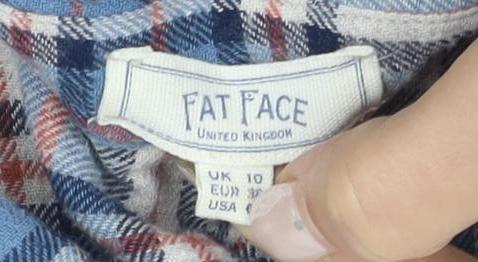 FAT FACE
UNITED KINGDOM
UK 10
EUR
USA